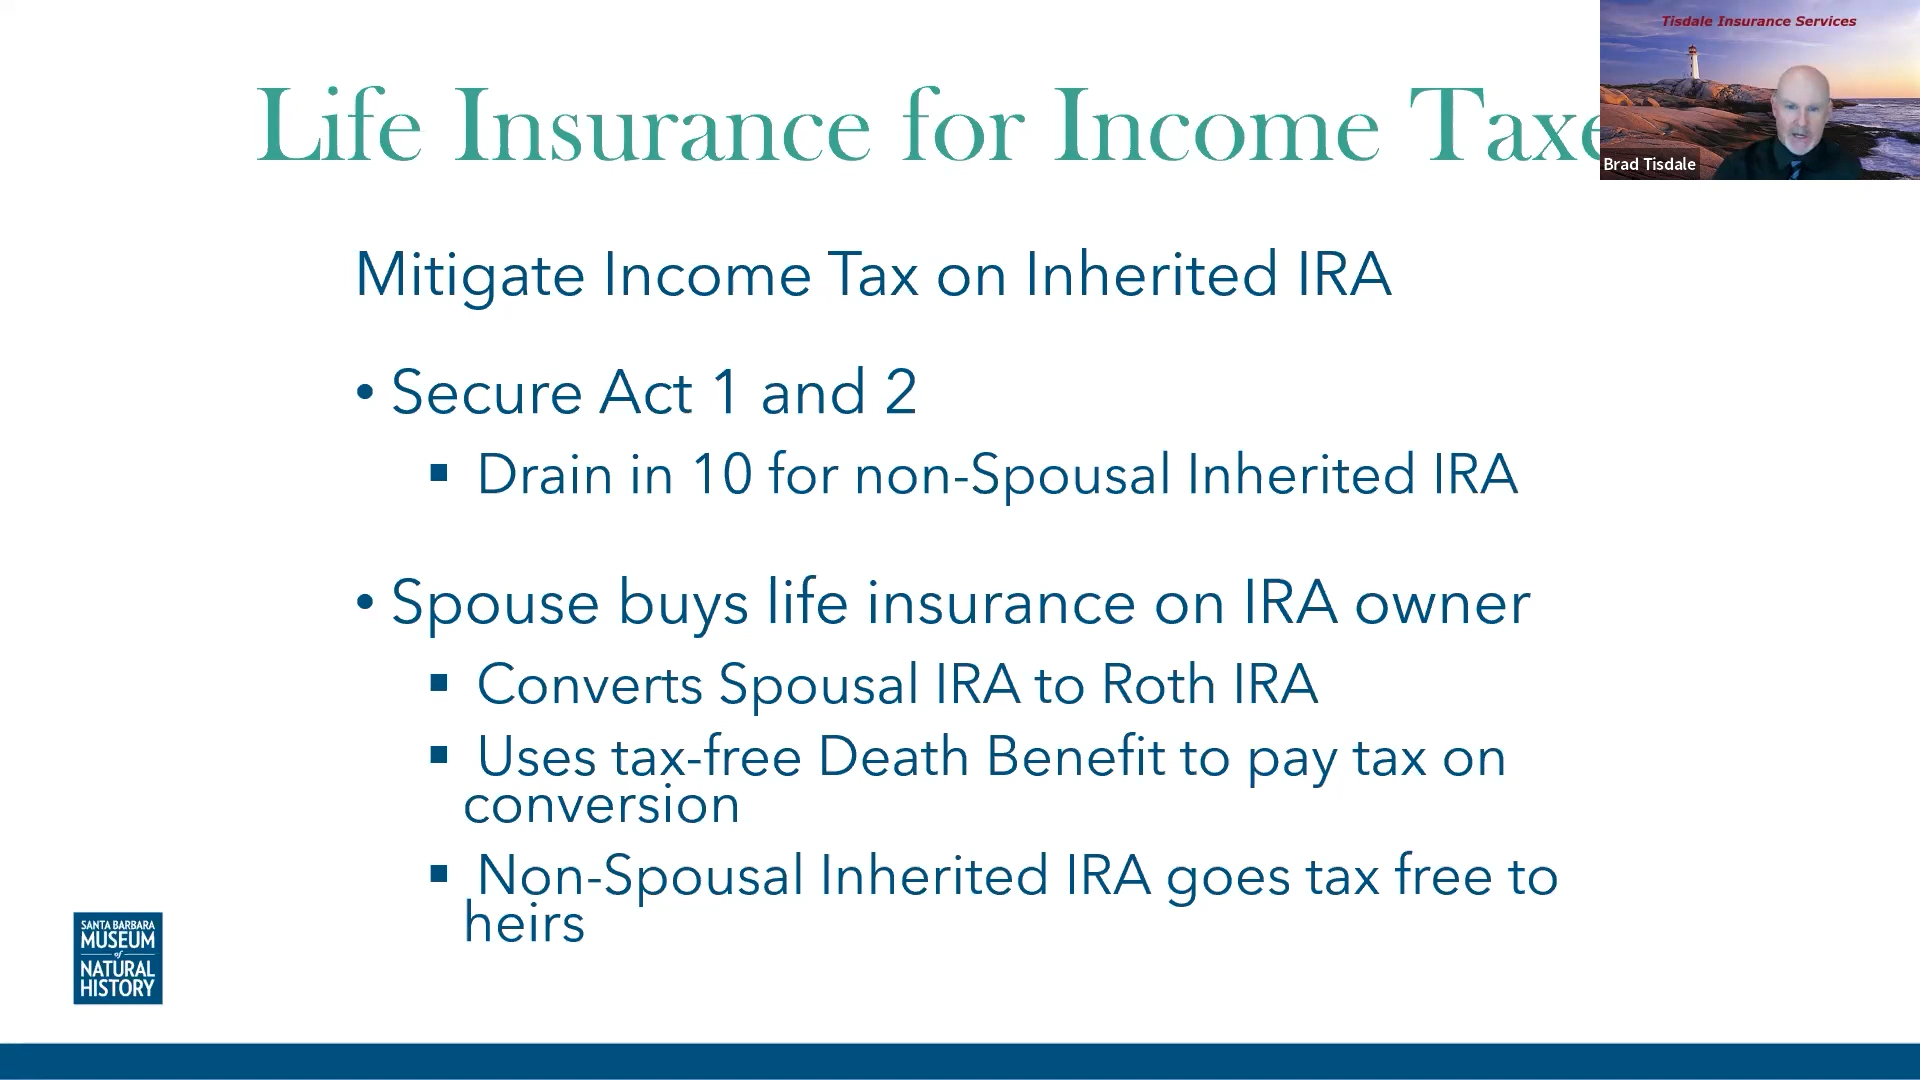 Tisdale Insurance Services
Brad Tisdale
Life Insurance for Income Taxe
Mitigate Income Tax on Inherited IRA
• Secure Act 1 and 2
▪ Drain in 10 for non-Spousal Inherited IRA
• Spouse buys life insurance on IRA owner
▪ Converts Spousal IRA to Roth IRA
▪ Uses tax-free Death Benefit to pay tax on
conversion
▪ Non-Spousal Inherited IRA goes tax free to
heirs
SANTA BARBARA
MUSEUM
of
NATURAL
HISTORY